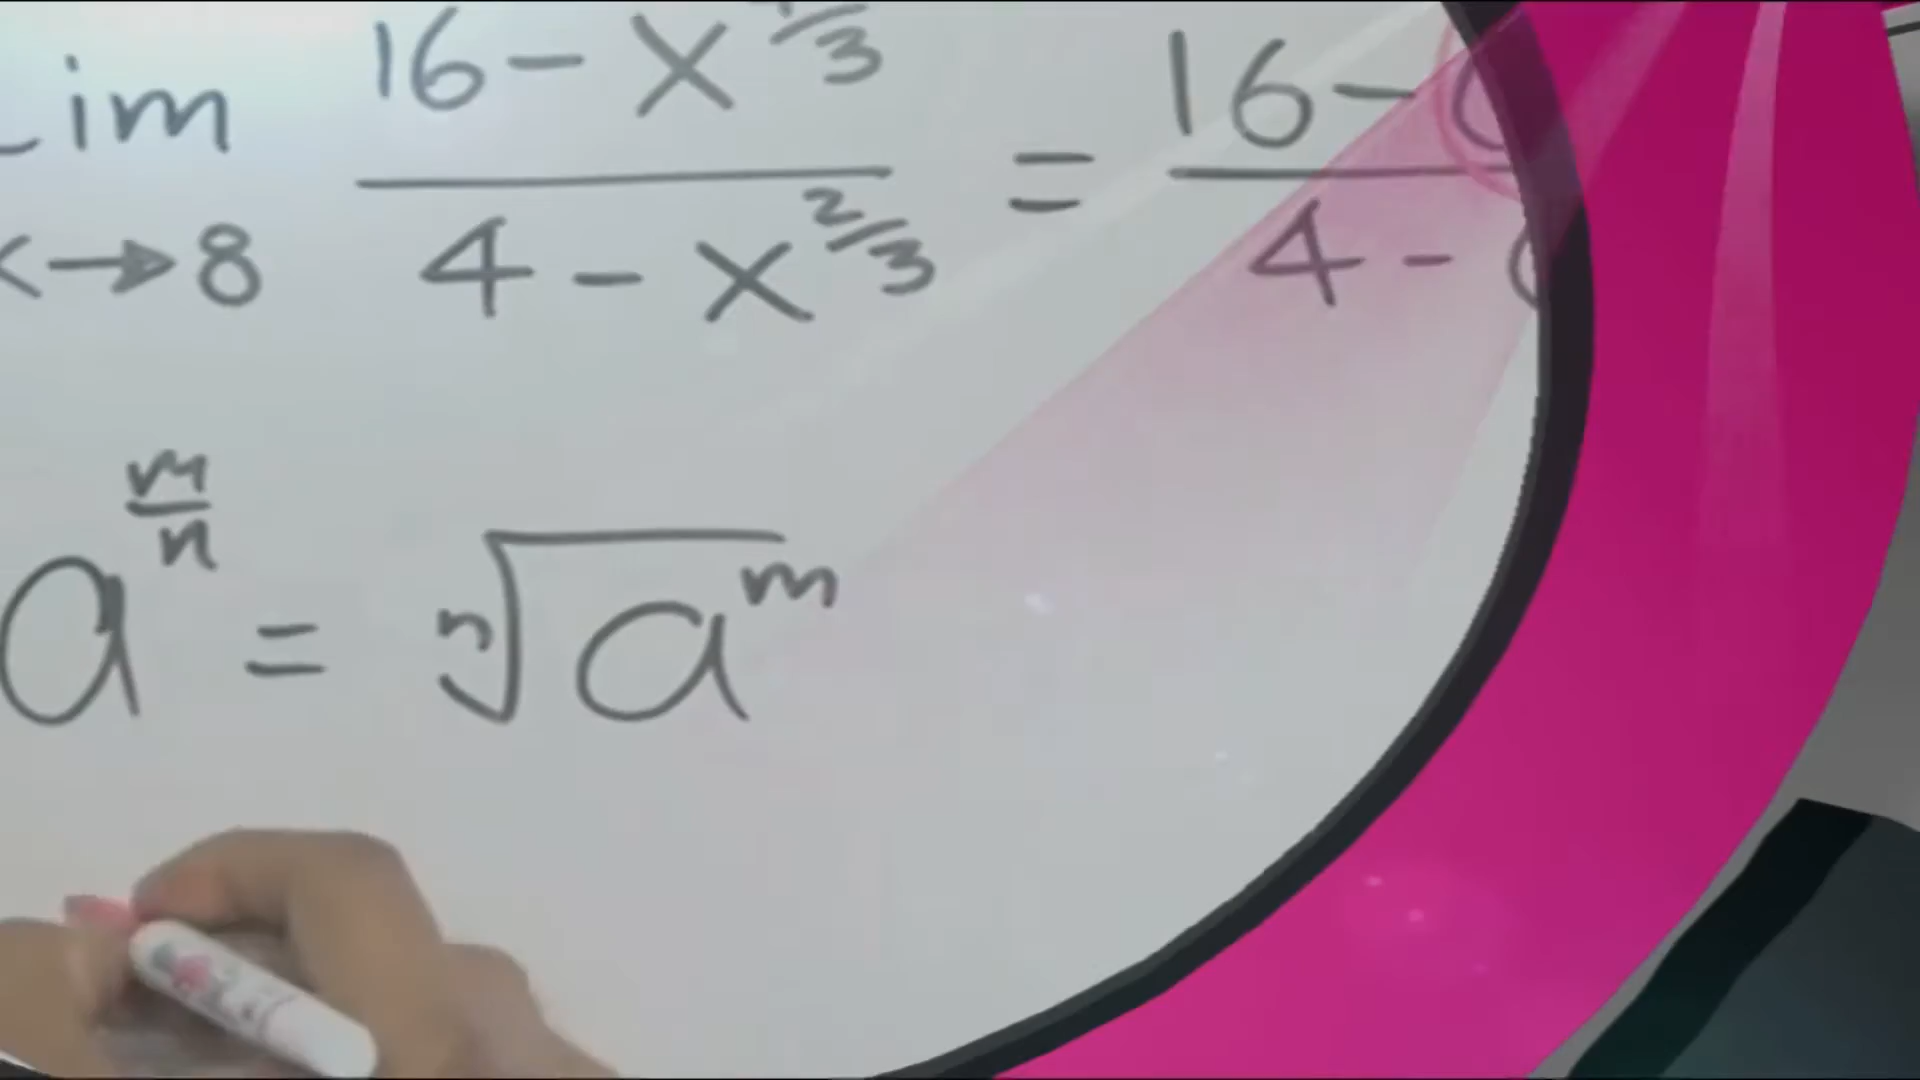 Lim 16 - x^4/3 / 4 - x^2/3 = 16 - ( / 4 - (
x→8
a^m/n = ⁿ√a^m